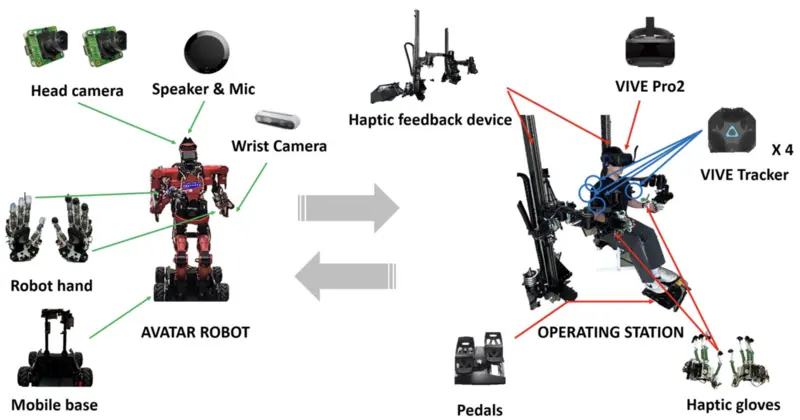 Head camera
Speaker & Mic
Wrist Camera
Robot hand
Mobile base
AVATAR ROBOT
Haptic feedback device
VIVE Pro2
X 4
VIVE Tracker
OPERATING STATION
Pedals
Haptic gloves